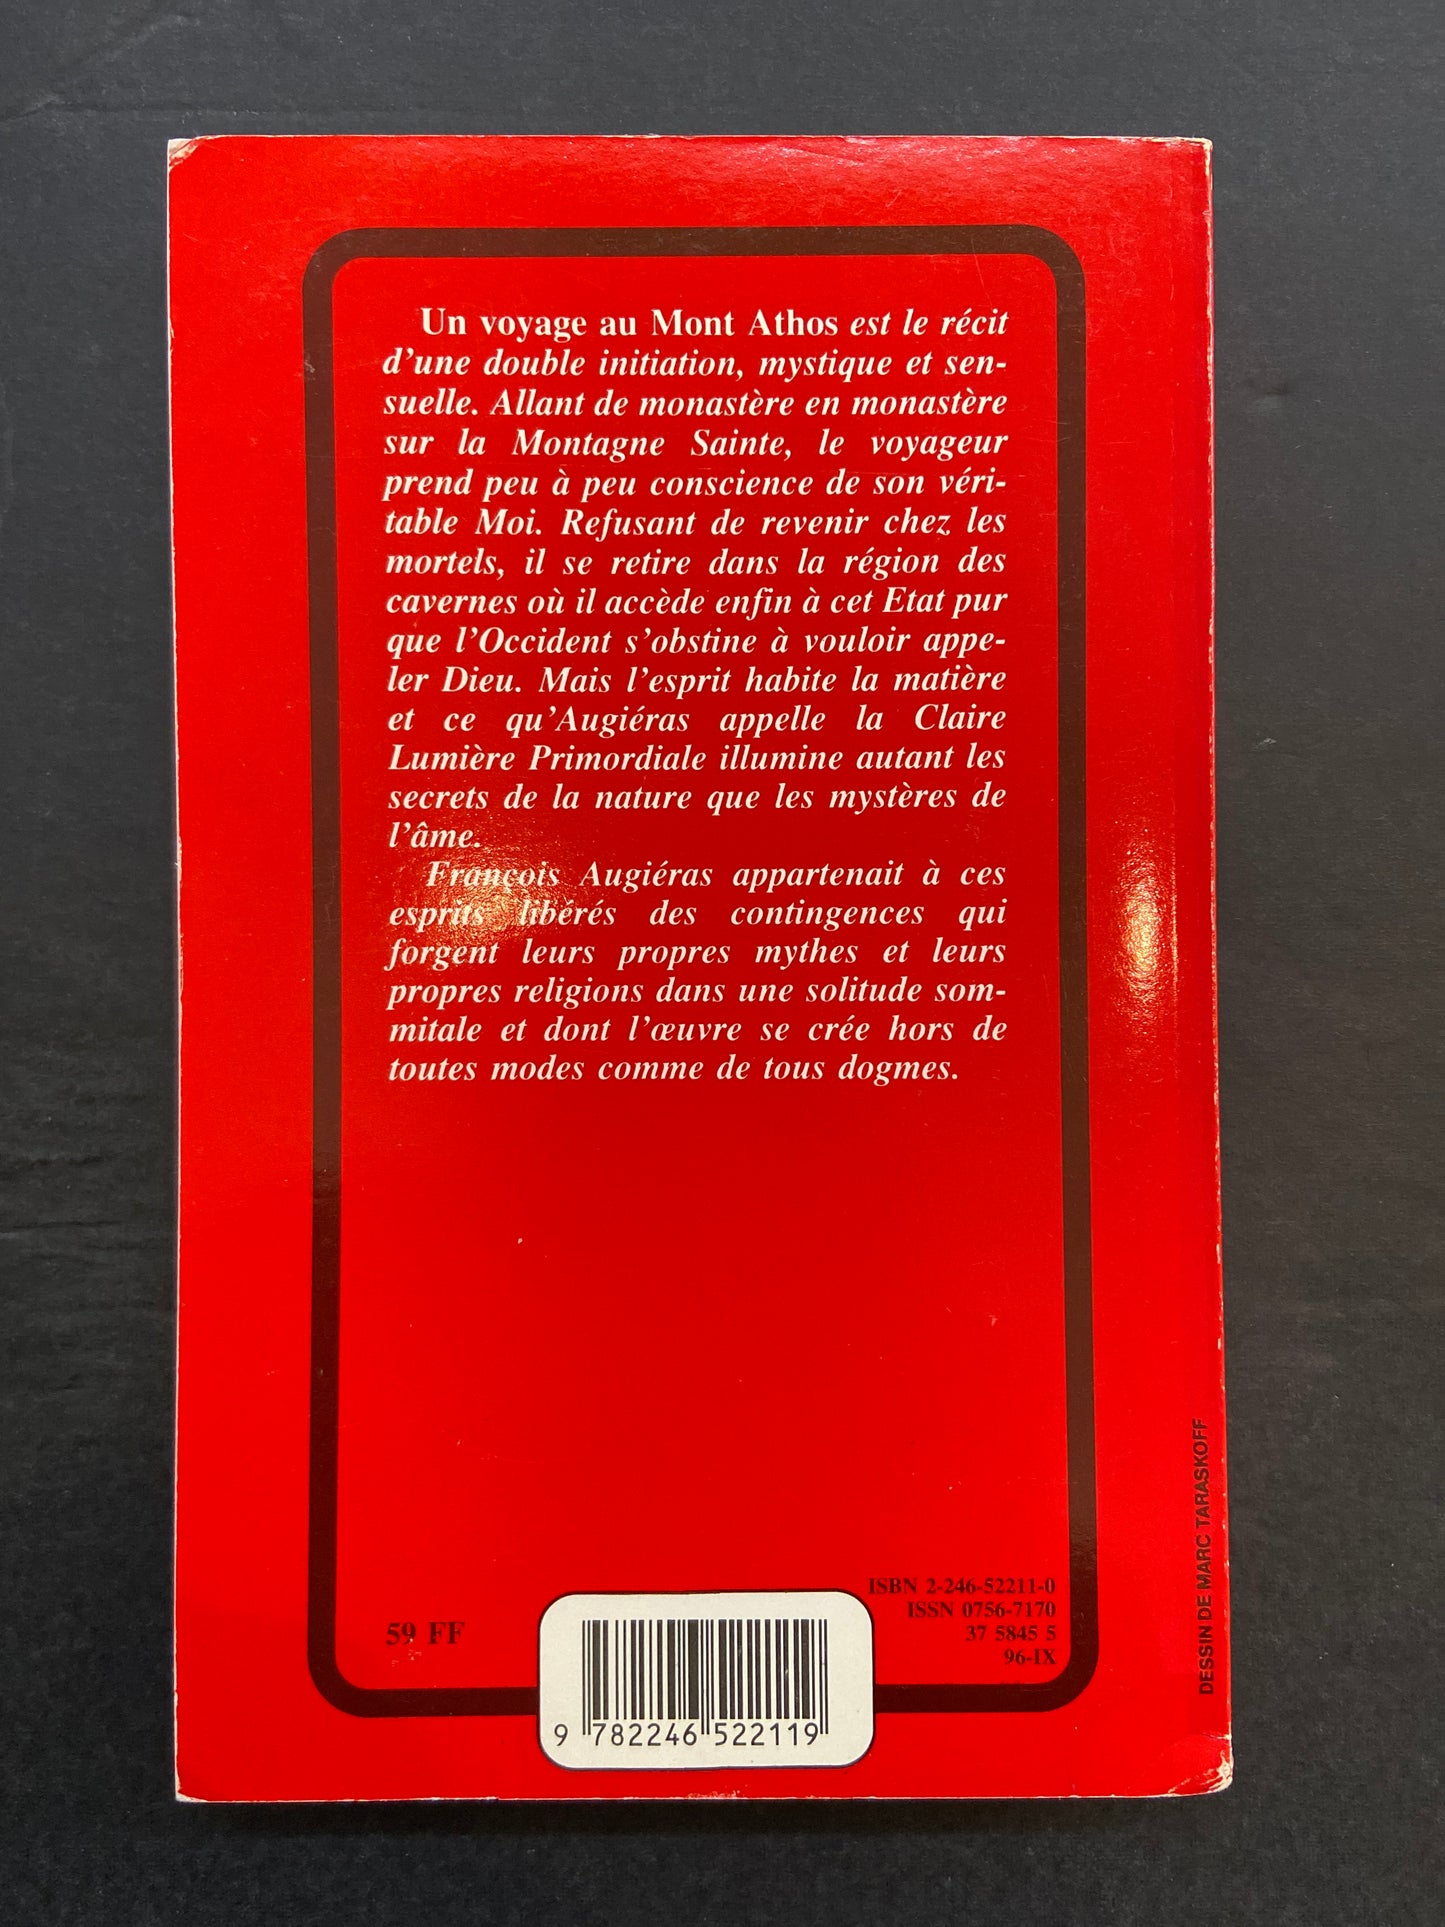 Un voyage au Mont Athos est le récit
d'une double initiation, mystique et sen-
suelle. Allant de monastère en monastère
sur la Montagne Sainte, le voyageur
prend peu à peu conscience de son véri-
table Moi. Refusant de revenir chez les
mortels, il se retire dans la région des
cavernes où il accède enfin à cet Etat pur
que l'Occident s'obstine à vouloir appe-
ler Dieu. Mais l'esprit habite la matière
et ce qu'Augiéras appelle la Claire
Lumière Primordiale illumine autant les
secrets de la nature que les mystères de
l'âme.
François Augiéras appartenait à ces
esprits libérés des contingences qui
forgent leurs propres mythes et leurs
propres religions dans une solitude som-
mitale et dont l'œuvre se crée hors de
toutes modes comme de tous dogmes.
59 FF
ISBN 2-246-52211-0
ISSN 0756-7170
37 5845 5
96-IX
9 782246 522119
DESSIN DE MARC TARASKOFF